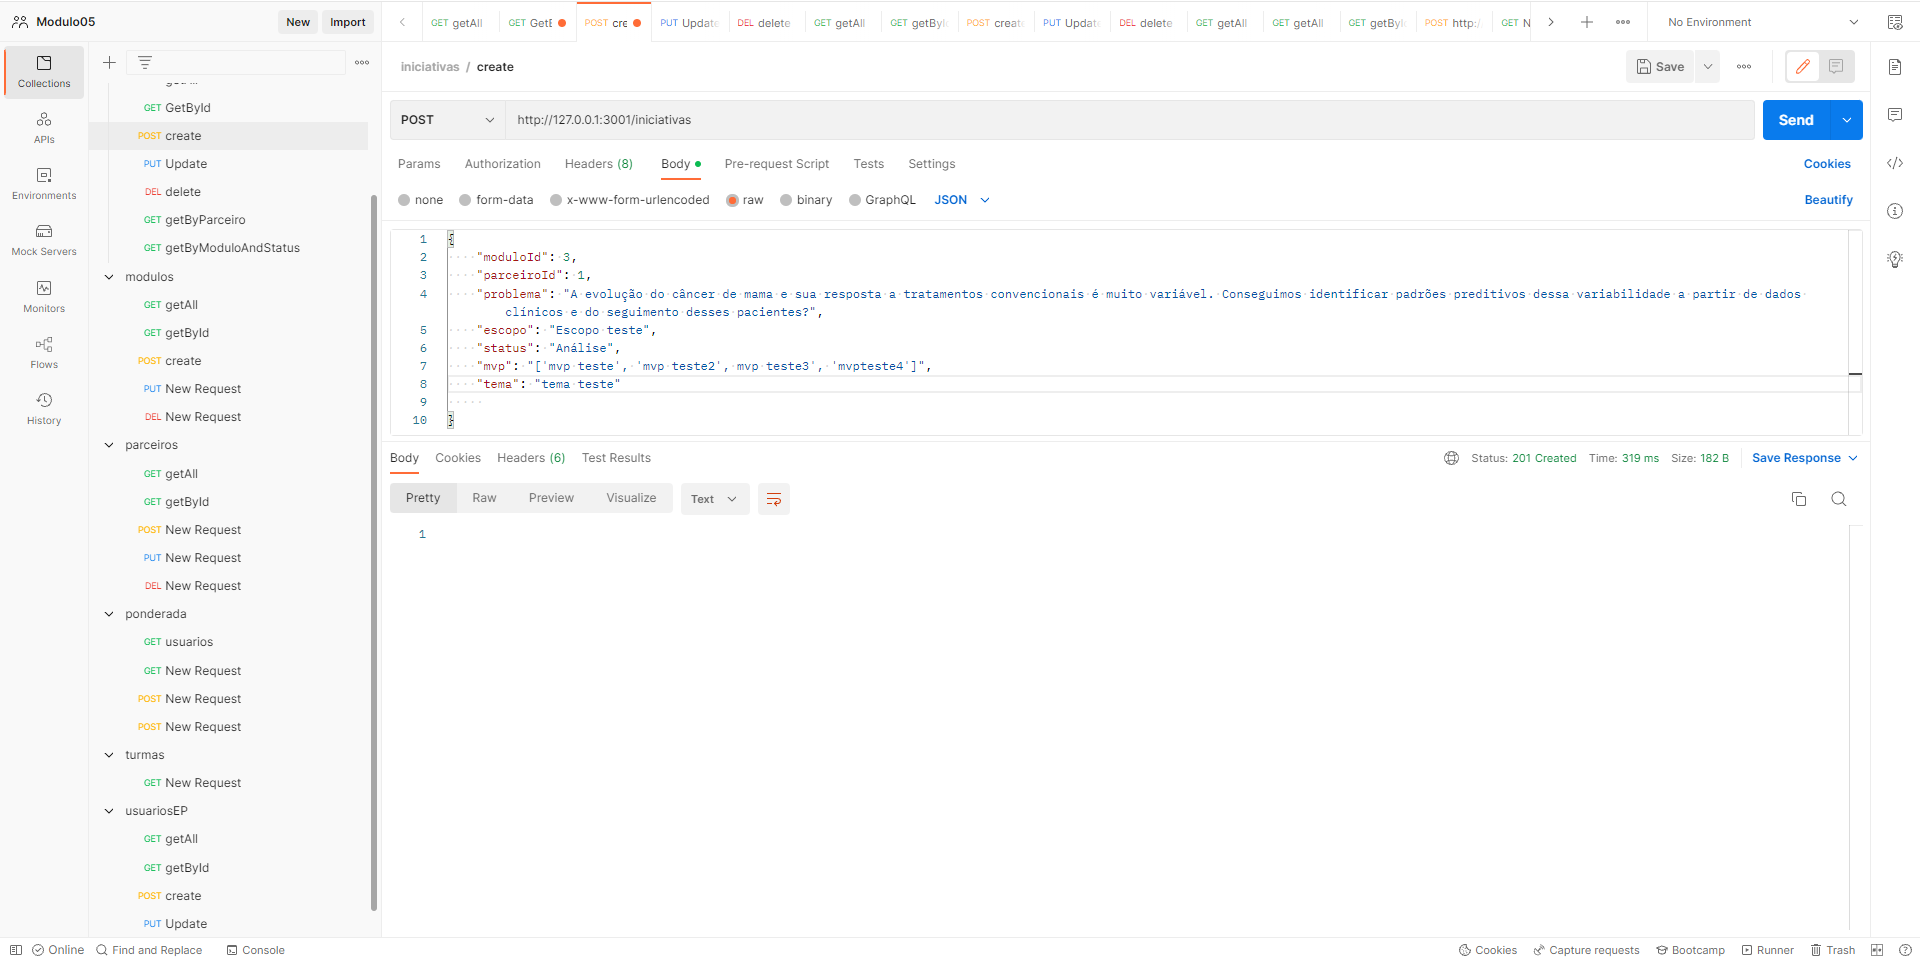 Modulo05
New
Import
GET getAll
GET GetE
POST cre
PUT Update
DEL delete
GET getAll
GET getByI
POST create
PUT Update
DEL delete
GET getAll
GET getAll
GET getById
POST http:/
GET N
No Environment
Collections
APIs
Environments
Mock Servers
Monitors
Flows
History
GET GetById
POST create
PUT Update
DEL delete
GET getByParceiro
GET getByModuloAndStatus
modulos
GET getAll
GET getById
POST create
PUT New Request
DEL New Request
parceiros
GET getAll
GET getById
POST New Request
PUT New Request
DEL New Request
ponderada
GET usuarios
GET New Request
POST New Request
POST New Request
turmas
GET New Request
usuariosEP
GET getAll
GET getById
POST create
PUT Update
iniciativas / create
Save
POST
http://127.0.0.1:3001/iniciativas
Send
Params
Authorization
Headers (8)
Body
Pre-request Script
Tests
Settings
Cookies
none
form-data
x-www-form-urlencoded
raw
binary
GraphQL
JSON
Beautify
1 {
2 "moduloId": 3,
3 "parceiroId": 1,
4 "problema": "A evolução do câncer de mama e sua resposta a tratamentos convencionais é muito variável. Conseguimos identificar padrões preditivos dessa variabilidade a partir de dados
clínicos e do seguimento desses pacientes?",
5 "escopo": "Escopo teste",
6 "status": "Análise",
7 "mvp": "['mvp teste', 'mvp teste2', mvp teste3', 'mvpteste4']",
8 "tema": "tema teste"
9
10 }
Body
Cookies
Headers (6)
Test Results
Status: 201 Created
Time: 319 ms
Size: 182 B
Save Response
Pretty
Raw
Preview
Visualize
Text
1
Online
Find and Replace
Console
Cookies
Capture requests
Bootcamp
Runner
Trash